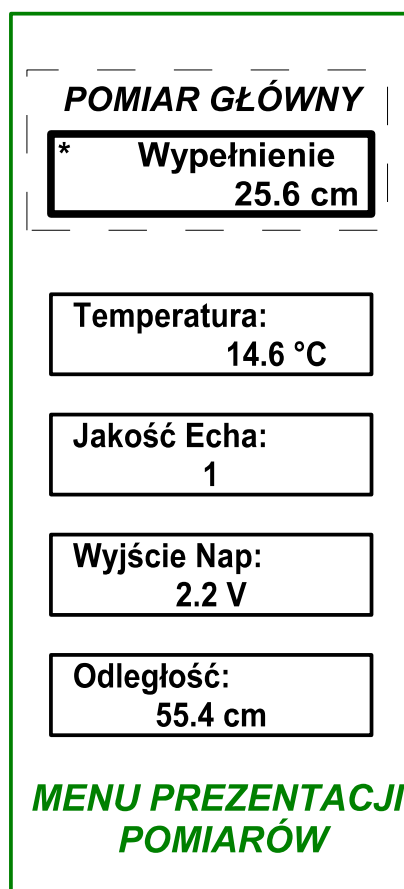 POMIAR GŁÓWNY
* Wypełnienie
25.6 cm
Temperatura:
14.6 °C
Jakość Echa:
1
Wyjście Nap:
2.2 V
Odległość:
55.4 cm
MENU PREZENTACJI
POMIARÓW